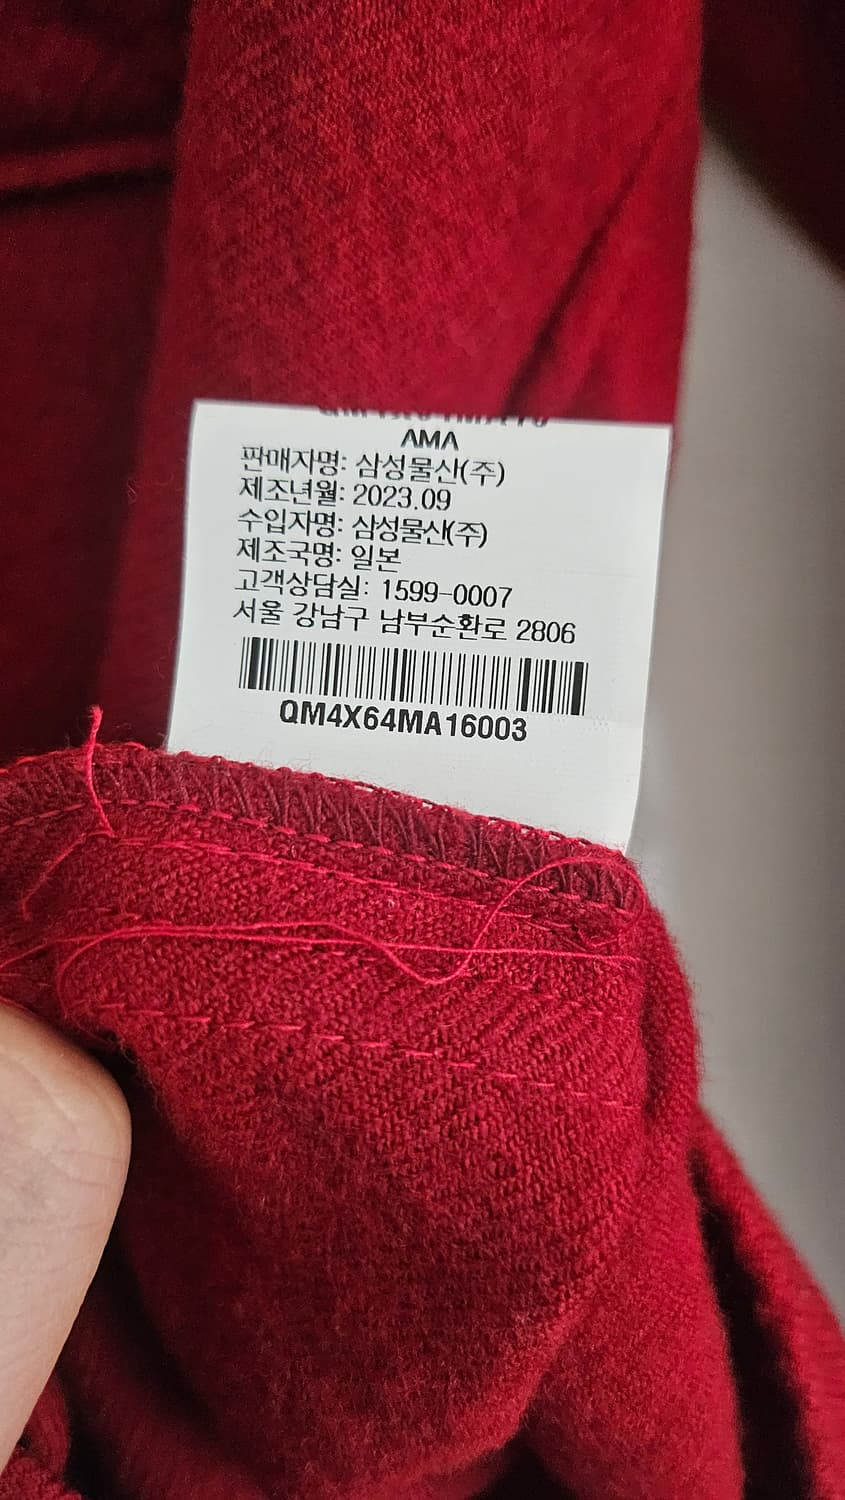 AMA
판매자명: 삼성물산(주)
제조년월: 2023.09
수입자명: 삼성물산(주)
제조국명: 일본
고객상담실: 1599-0007
서울 강남구 남부순환로 2806
QM4X64MA16003